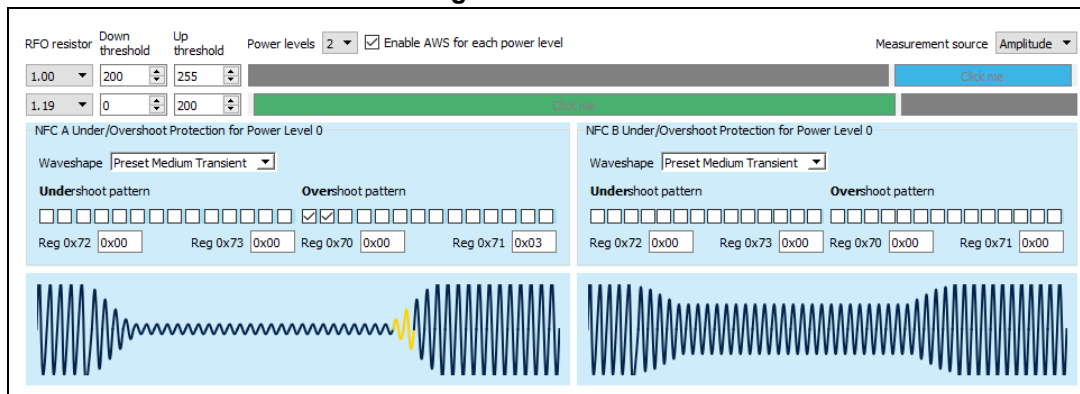 RFO resistor Down threshold Up threshold Power levels 2 Enable AWS for each power level Measurement source Amplitude
1.00 200 255 Click me
1.19 0 200 Click me
NFC A Under/Overshoot Protection for Power Level 0
Waveshape Preset Medium Transient
Undershoot pattern Overshoot pattern
Reg 0x72 0x00 Reg 0x73 0x00 Reg 0x70 0x00 Reg 0x71 0x03
NFC B Under/Overshoot Protection for Power Level 0
Waveshape Preset Medium Transient
Undershoot pattern Overshoot pattern
Reg 0x72 0x00 Reg 0x73 0x00 Reg 0x70 0x00 Reg 0x71 0x00